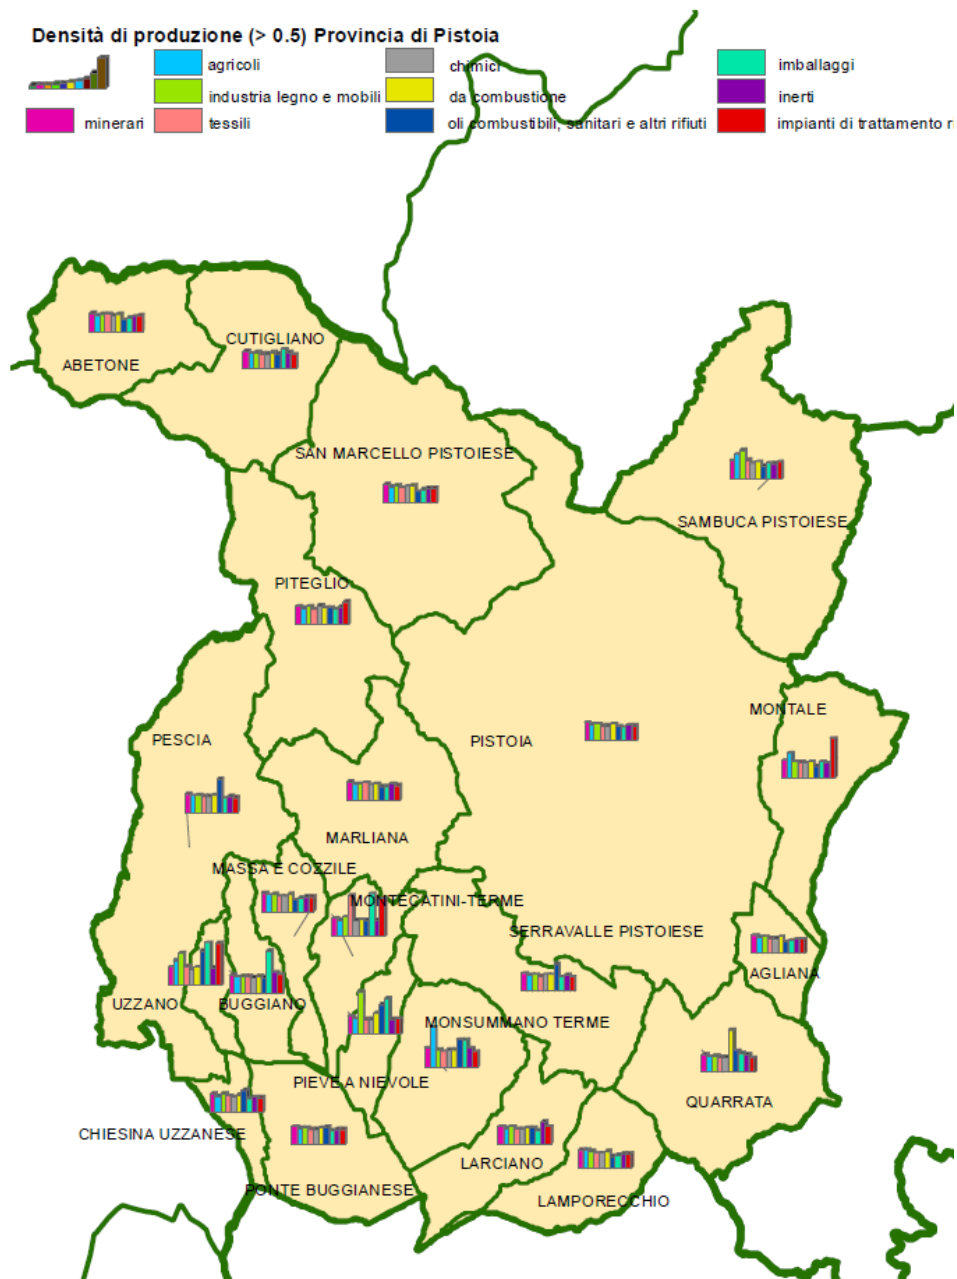 Densità di produzione (> 0.5) Provincia di Pistoia
agricoli chimici imballaggi
industria legno e mobili da combustione inerti
minerari tessili oli combustibili, sanitari e altri rifiuti impianti di trattamento
CUTIGLIANO
ABETONE
SAN MARCELLO PISTOIESE
SAMBUCA PISTOIESE
PITEGLIO
MONTALE
PESCIA PISTOIA
MARLIANA
MASSA E COZZILE
MONTECATINI-TERME
SERRAVALLE PISTOIESE
AGLIANA
UZZANO BUGGIANO
MONSUMMANO TERME
PIEVE A NIEVOLE
QUARRATA
CHIESINA UZZANESE
LARCIANO
PONTE BUGGIANESE
LAMPORECCHIO